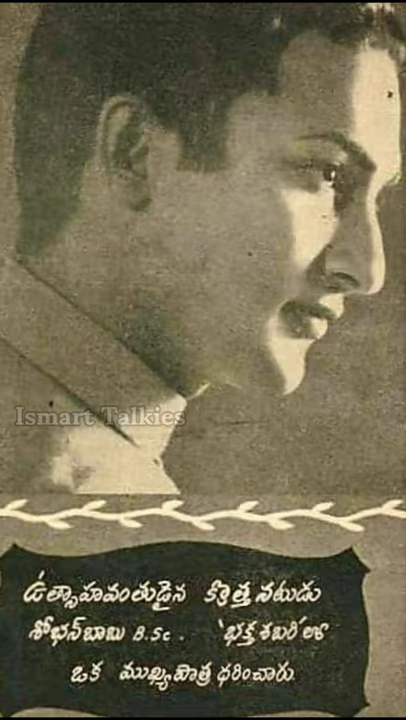 Ismart Talkies
ఉత్సాహవంతుడైన కొత్త నటుడు
శోభన్‌బాబు B.Sc. 'భక్త శబరి'లో
ఒక ముఖ్యపాత్ర ధరించారు.